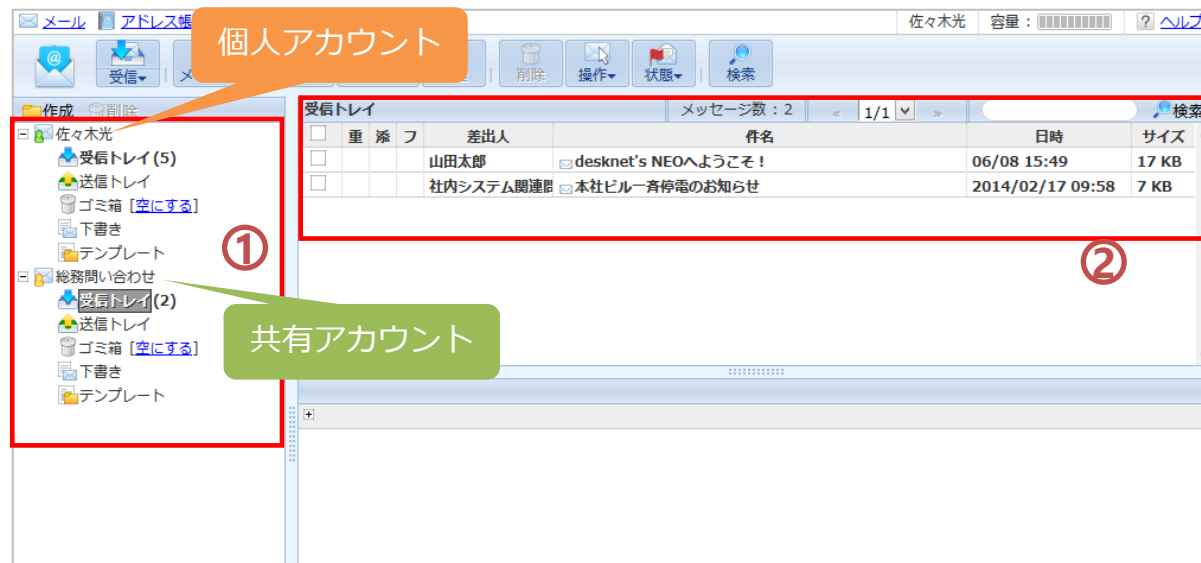 メール アドレス帳 佐々木光 容量： ? ヘルプ
個人アカウント
受信 メ 削除 操作 状態 検索
作成 削除
受信トレイ メッセージ数：2 « 1/1 » 検索
重 添 フ 差出人 件名 日時 サイズ
山田太郎 desknet's NEOへようこそ！ 06/08 15:49 17 KB
社内システム関連問 本社ビル一斉停電のお知らせ 2014/02/17 09:58 7 KB
佐々木光
受信トレイ (5)
送信トレイ
ゴミ箱 [空にする]
下書き
テンプレート
①
②
総務問い合わせ
受信トレイ (2)
送信トレイ
ゴミ箱 [空にする]
下書き
テンプレート
共有アカウント